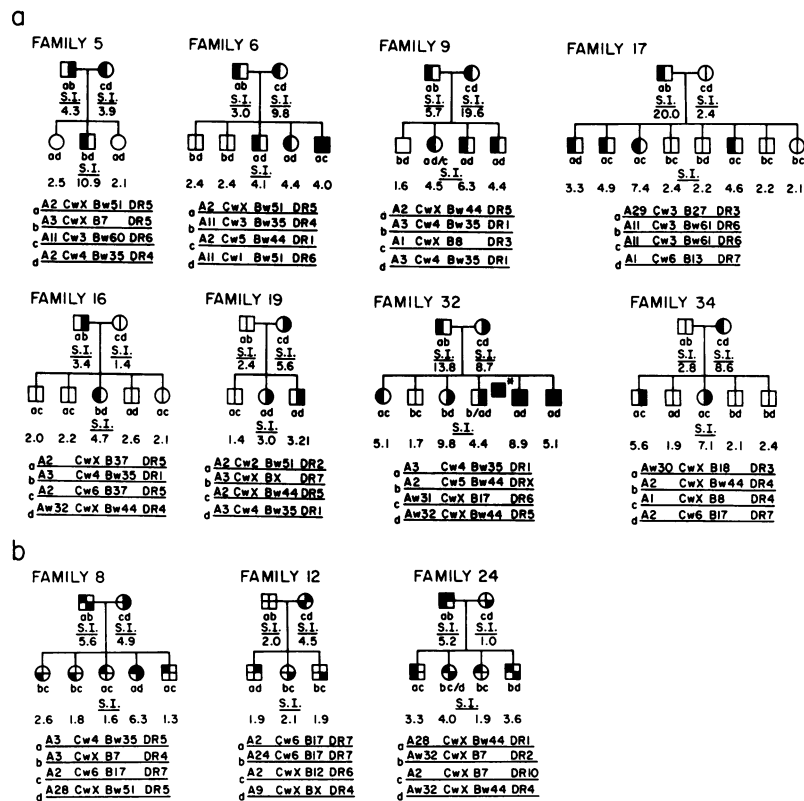 a
FAMILY 5
ab cd
S.I. S.I.
4.3 3.9
ad bd ad
S.I.
2.5 10.9 2.1
a A2 CwX Bw51 DR5
b A3 CwX B7 DR5
c A11 Cw3 Bw60 DR6
d A2 Cw4 Bw35 DR4
FAMILY 6
ab cd
S.I. S.I.
3.0 9.8
bd bd ad ad ac
S.I.
2.4 2.4 4.1 4.4 4.0
a A2 CwX Bw51 DR5
b A11 Cw3 Bw35 DR4
c A2 Cw5 Bw44 DR1
d A11 Cw1 Bw51 DR6
FAMILY 9
ab cd
S.I. S.I.
5.7 19.6
bd ad/c ad ad
S.I.
1.6 4.5 6.3 4.4
a A2 CwX Bw44 DR5
b A3 Cw4 Bw35 DR1
c A1 CwX B8 DR3
d A3 Cw4 Bw35 DR1
FAMILY 17
ab cd
S.I. S.I.
20.0 2.4
ad ac ac bc bd ac bc bc
3.3 4.9 7.4 2.4 2.2 4.6 2.2 2.1
S.I.
a A29 Cw3 B27 DR3
b A11 Cw3 Bw61 DR6
c A11 Cw3 Bw61 DR6
d A1 Cw6 B13 DR7
FAMILY 16
ab cd
S.I. S.I.
3.4 1.4
ac ac bd ad ac
S.I.
2.0 2.2 4.7 2.6 2.1
a A2 CwX B37 DR5
b A3 Cw4 Bw35 DR1
c A2 Cw6 B37 DR5
d Aw32 CwX Bw44 DR4
FAMILY 19
ab cd
S.I. S.I.
2.4 5.6
ac ad ad
S.I.
1.4 3.0 3.21
a A2 Cw2 Bw51 DR2
b A3 CwX BX DR7
c A2 CwX Bw44 DR5
d A3 Cw4 Bw35 DR1
FAMILY 32
ab cd
S.I. S.I.
13.8 8.7
*
ac bc bd b/ad ad ad
S.I.
5.1 1.7 9.8 4.4 8.9 5.1
a A3 Cw4 Bw35 DR1
b A2 Cw5 Bw44 DRX
c Aw31 CwX B17 DR6
d Aw32 CwX Bw44 DR5
FAMILY 34
ab cd
S.I. S.I.
2.8 8.6
ac ad ac bd bd
S.I.
5.6 1.9 7.1 2.1 2.4
a Aw30 CwX B18 DR3
b A2 CwX Bw44 DR4
c A1 CwX B8 DR4
d A2 Cw6 B17 DR7
b
FAMILY 8
ab cd
S.I. S.I.
5.6 4.9
bc bc ac ad ac
S.I.
2.6 1.8 1.6 6.3 1.3
a A3 Cw4 Bw35 DR5
b A3 CwX B7 DR4
c A2 Cw6 B17 DR7
d A28 CwX Bw51 DR5
FAMILY 12
ab cd
S.I. S.I.
2.0 4.5
ad bc bc
S.I.
1.9 2.1 1.9
a A2 Cw6 B17 DR7
b A24 Cw6 B17 DR7
c A2 CwX B12 DR6
d A9 CwX BX DR4
FAMILY 24
ab cd
S.I. S.I.
5.2 1.0
ac bc/d bc bd
S.I.
3.3 4.0 1.9 3.6
a A28 CwX Bw44 DR1
b Aw32 CwX B7 DR2
c A2 CwX B7 DR10
d Aw32 CwX Bw44 DR4